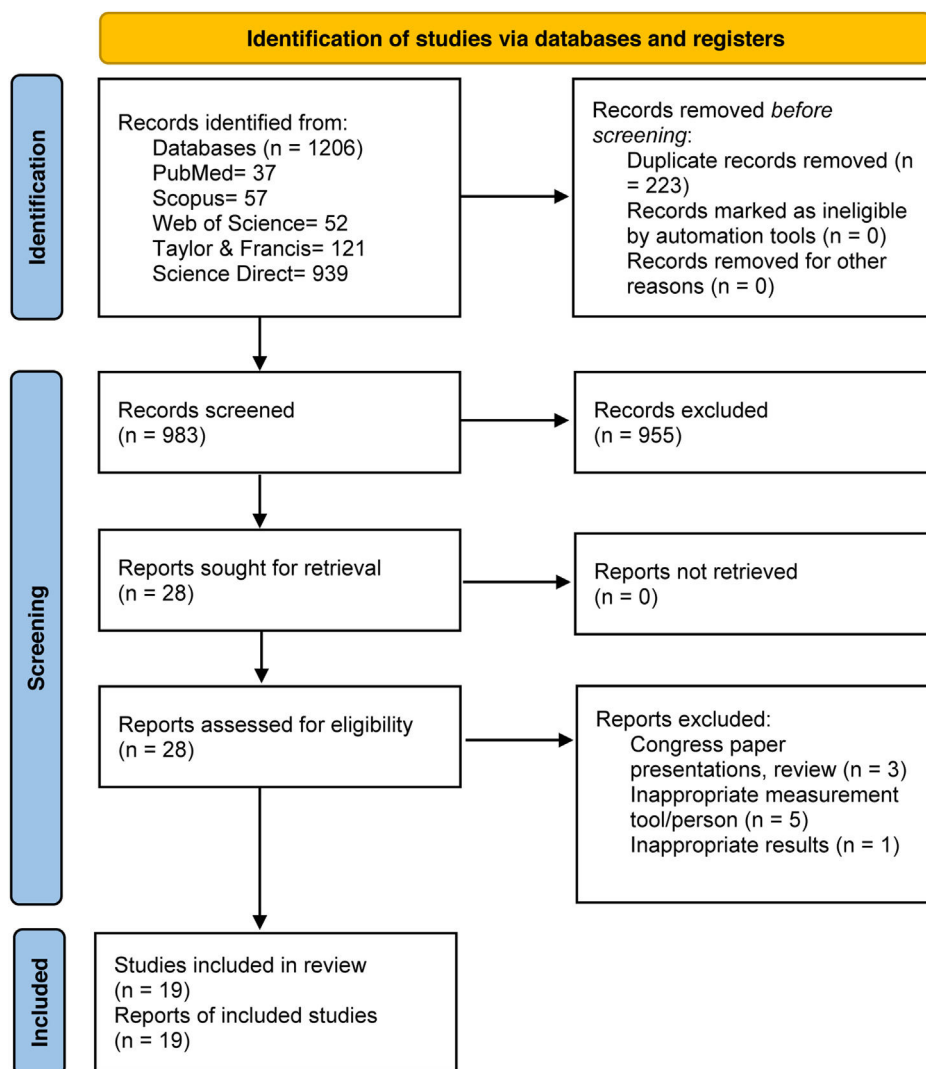 Identification of studies via databases and registers
Identification
Records identified from:
Databases (n = 1206)
PubMed= 37
Scopus= 57
Web of Science= 52
Taylor & Francis= 121
Science Direct= 939
Records removed before
screening:
Duplicate records removed (n
= 223)
Records marked as ineligible
by automation tools (n = 0)
Records removed for other
reasons (n = 0)
Screening
Records screened
(n = 983)
Records excluded
(n = 955)
Reports sought for retrieval
(n = 28)
Reports not retrieved
(n = 0)
Reports assessed for eligibility
(n = 28)
Reports excluded:
Congress paper
presentations, review (n = 3)
Inappropriate measurement
tool/person (n = 5)
Inappropriate results (n = 1)
Included
Studies included in review
(n = 19)
Reports of included studies
(n = 19)